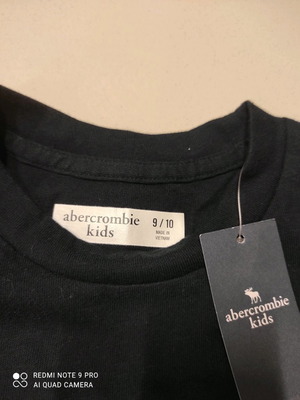 abercrombie
kids
9 / 10
MADE IN
VIETNAM
abercrombie
kids
REDMI NOTE 9 PRO
AI QUAD CAMERA